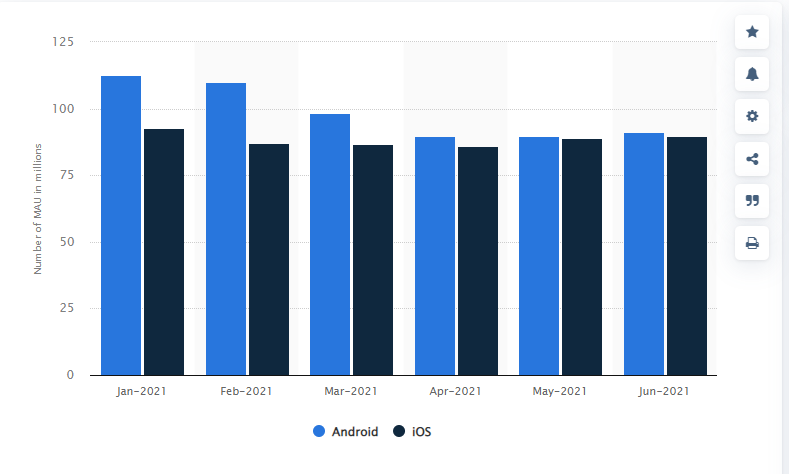 125
100
75
50
25
0
Number of MAU in millions
Jan-2021 Feb-2021 Mar-2021 Apr-2021 May-2021 Jun-2021
Android iOS